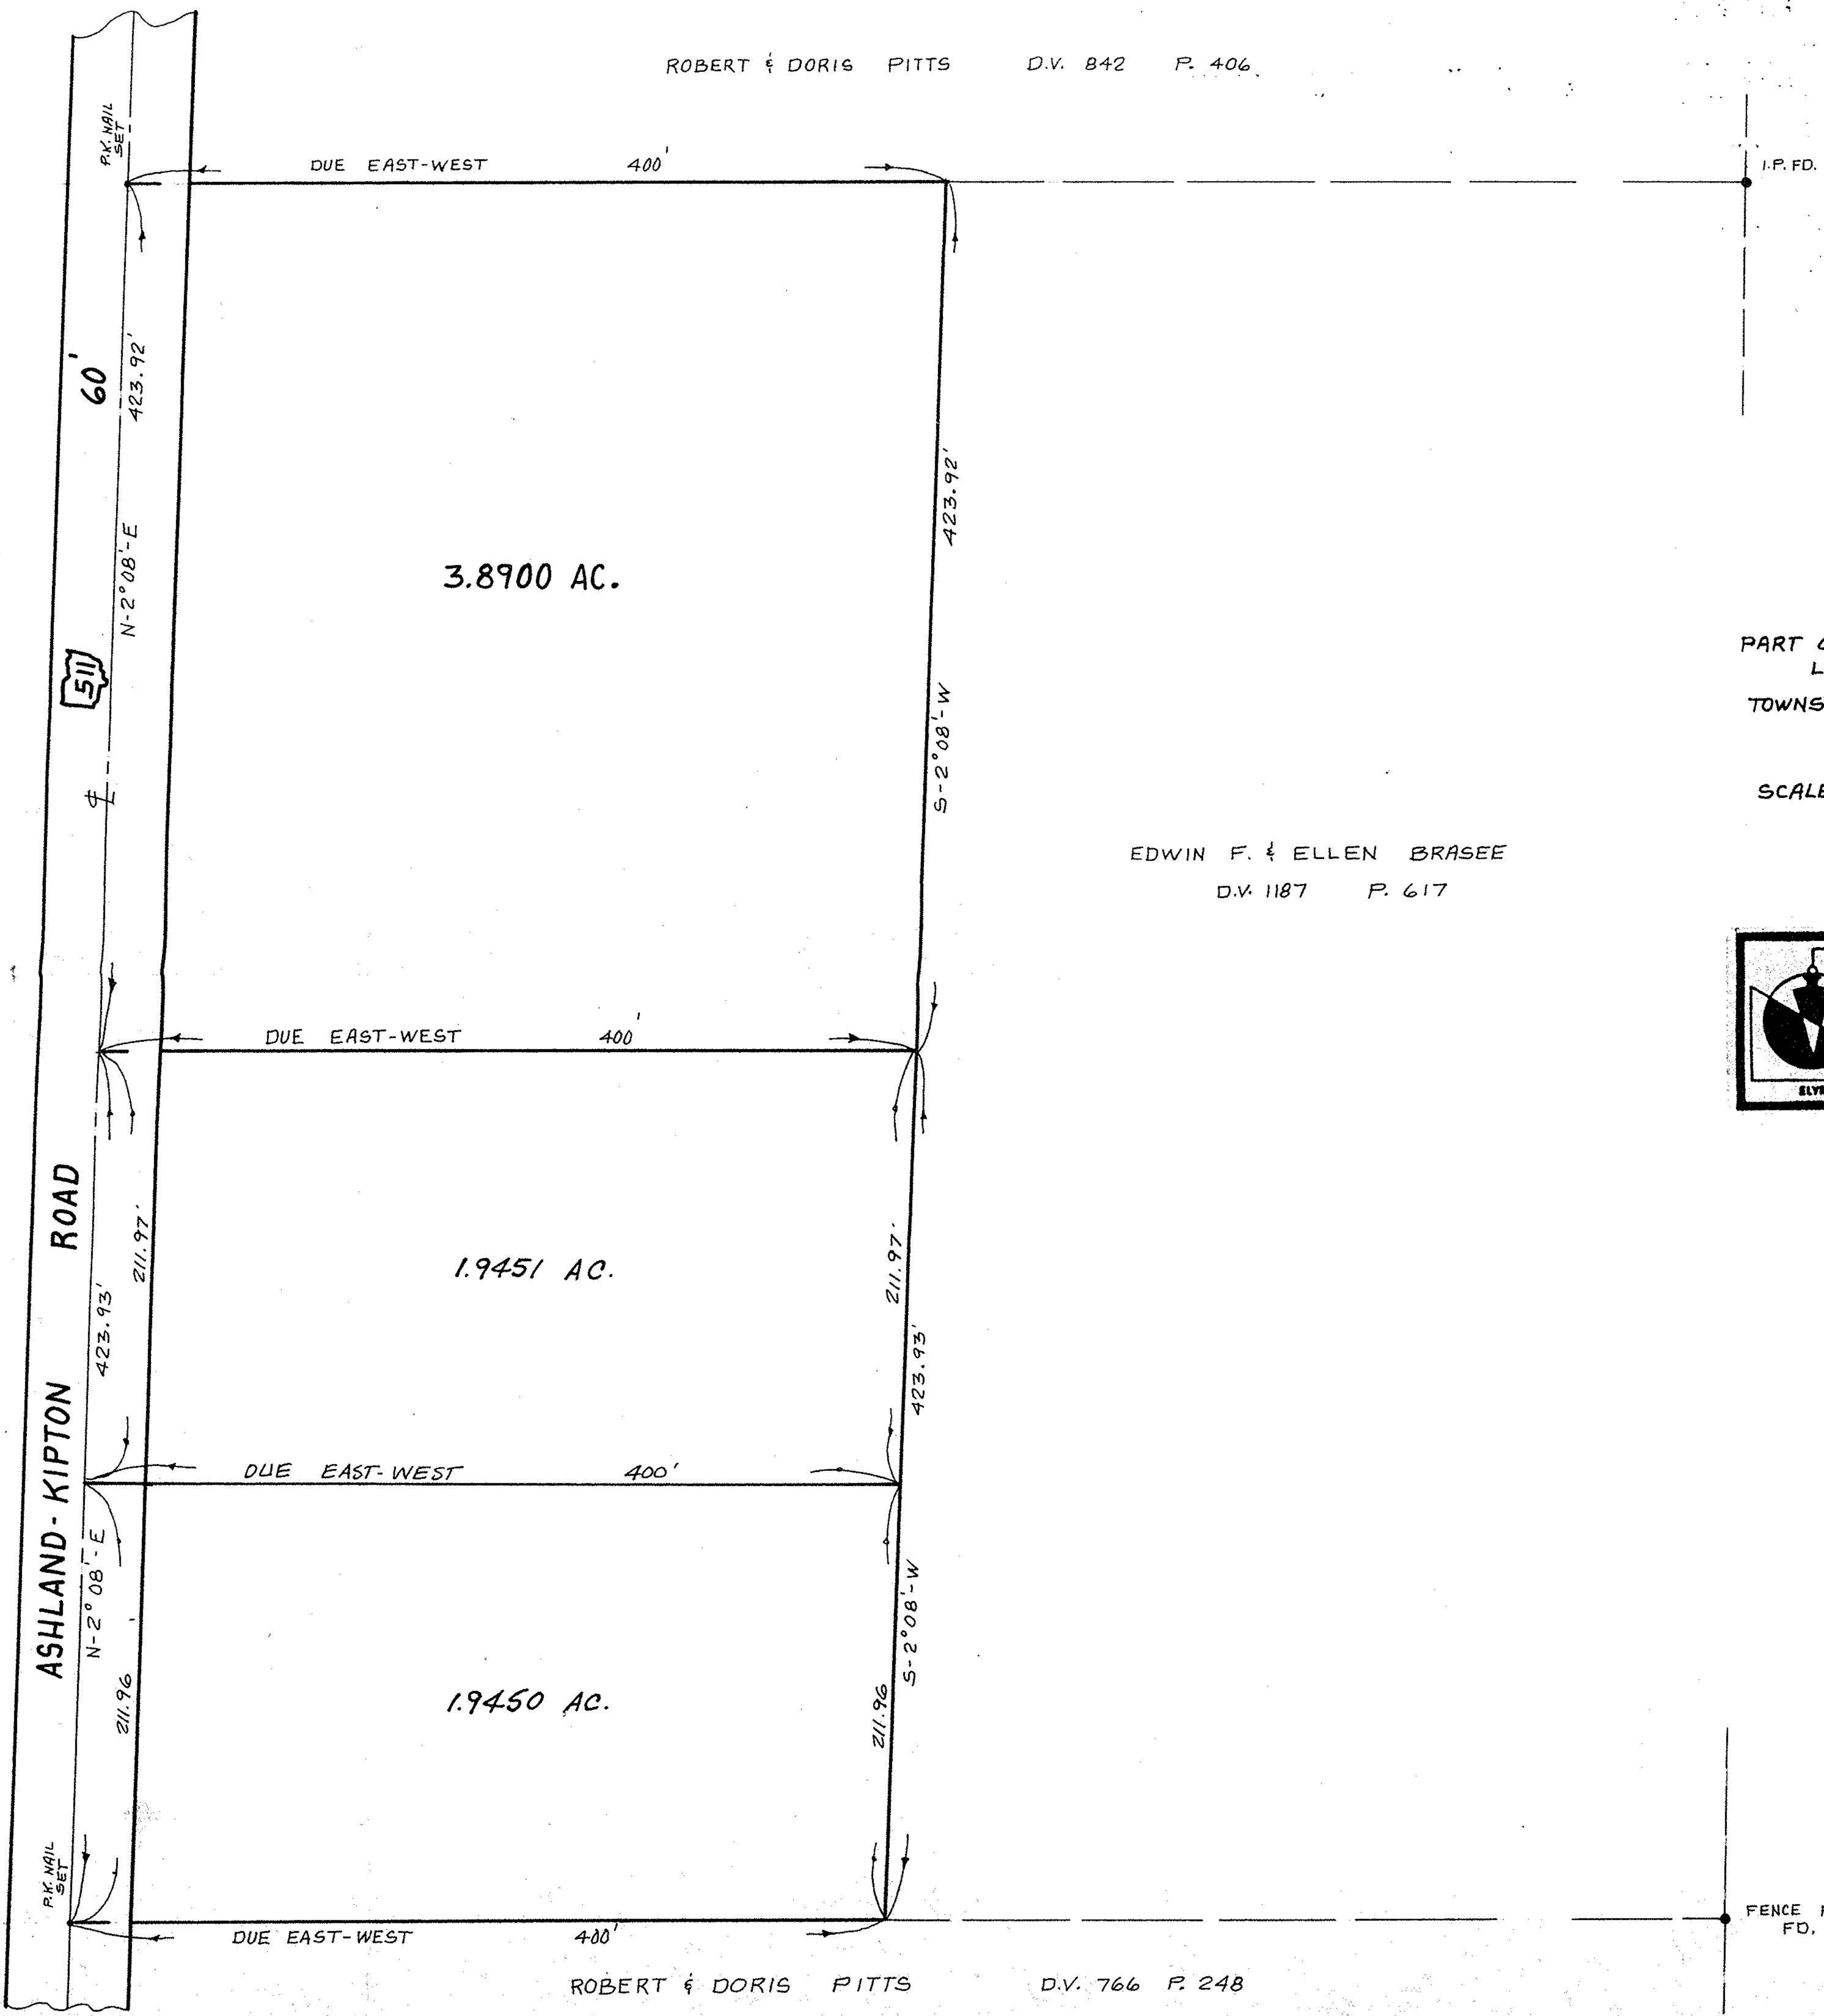 ROBERT & DORIS PITTS D.V. 842 P. 406
P.K. NAIL
SET
DUE EAST-WEST 400'
I.P. FD.
60'
423.92'
N-2°08'-E
423.92'
3.8900 AC.
PART
L
TOWNS
511
S-2°08'-W
SCALE
℄
EDWIN F. & ELLEN BRASEE
D.V. 1187 P. 617
ELY
DUE EAST-WEST 400'
ASHLAND-KIPTON ROAD
211.97'
423.93'
1.9451 AC.
211.97'
423.93'
DUE EAST-WEST 400'
N-2°08'-E
211.96'
1.9450 AC.
S-2°08'-W
211.96
P.K. NAIL
SET
DUE EAST-WEST 400'
FENCE
FD.
ROBERT & DORIS PITTS D.V. 766 P. 248